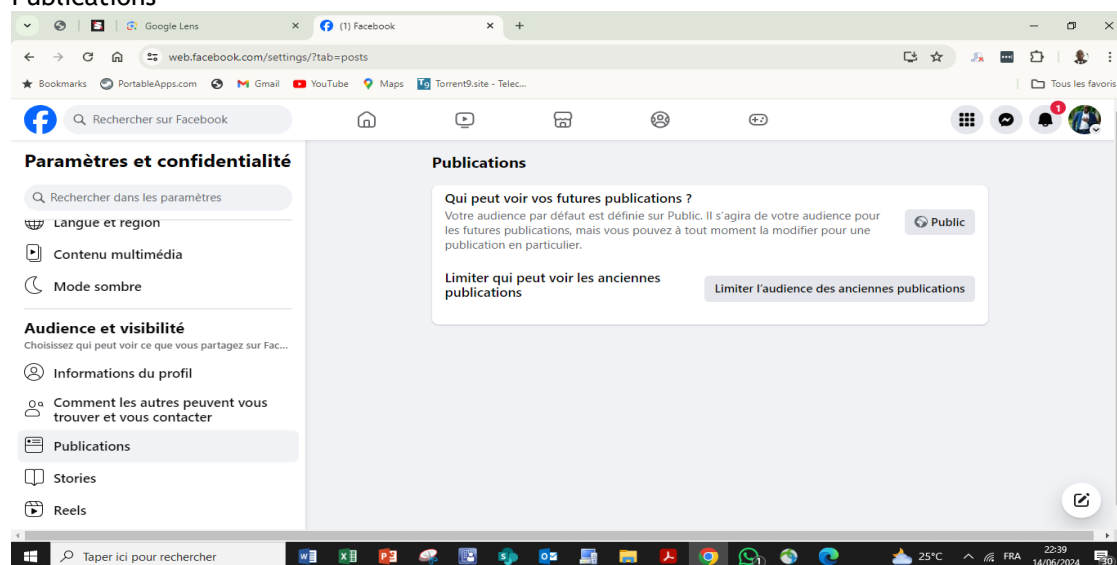 Publications
Google Lens
(1) Facebook
web.facebook.com/settings/?tab=posts
Bookmarks
PortableApps.com
Gmail
YouTube
Maps
Torrent9.site - Telec...
Tous les favoris
Rechercher sur Facebook
1
Paramètres et confidentialité
Rechercher dans les paramètres
Langue et région
Contenu multimédia
Mode sombre
Audience et visibilité
Choisissez qui peut voir ce que vous partagez sur Fac...
Informations du profil
Comment les autres peuvent vous
trouver et vous contacter
Publications
Stories
Reels
Publications
Qui peut voir vos futures publications ?
Votre audience par défaut est définie sur Public. Il s’agira de votre audience pour
les futures publications, mais vous pouvez à tout moment la modifier pour une
publication en particulier.
Public
Limiter qui peut voir les anciennes
publications
Limiter l’audience des anciennes publications
Taper ici pour rechercher
25°C
FRA
22:39
14/06/2024
30